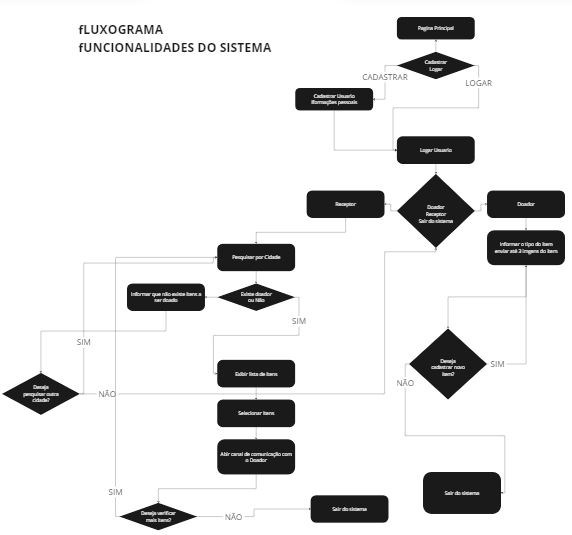 fLUXOGRAMA
fUNCIONALIDADES DO SISTEMA
Pagina Principal
Cadastrar
Logar
CADASTRAR
LOGAR
Cadastrar Usuario
iformações pessoais
Logar Usuario
Receptor
Doador
Receptor
Sair do sistema
Doador
Informar o tipo do item
enviar até 3 imgens do item
Pesquisar por Cidade
Informar que não existe itens a
ser doado
Existe doador
ou Não
SIM
SIM
Exibir lista de itens
Deseja
cadastrar novo
item?
SIM
NÃO
Deseja
pesquisar outra
cidade?
NÃO
Selecionar itens
Abir canal de comunicação com
o Doador
SIM
Deseja verificar
mais itens?
NÃO
Sair do sistema
Sair do sistema